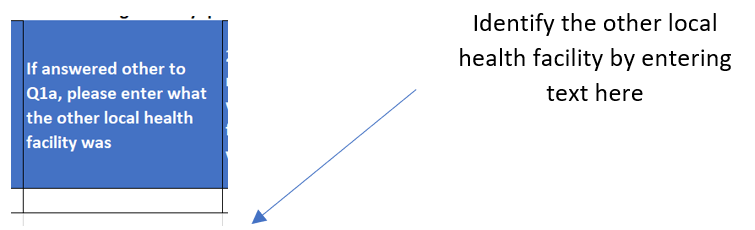 Identify the other local
health facility by entering
text here
If answered other to
Q1a, please enter what
the other local health
facility was